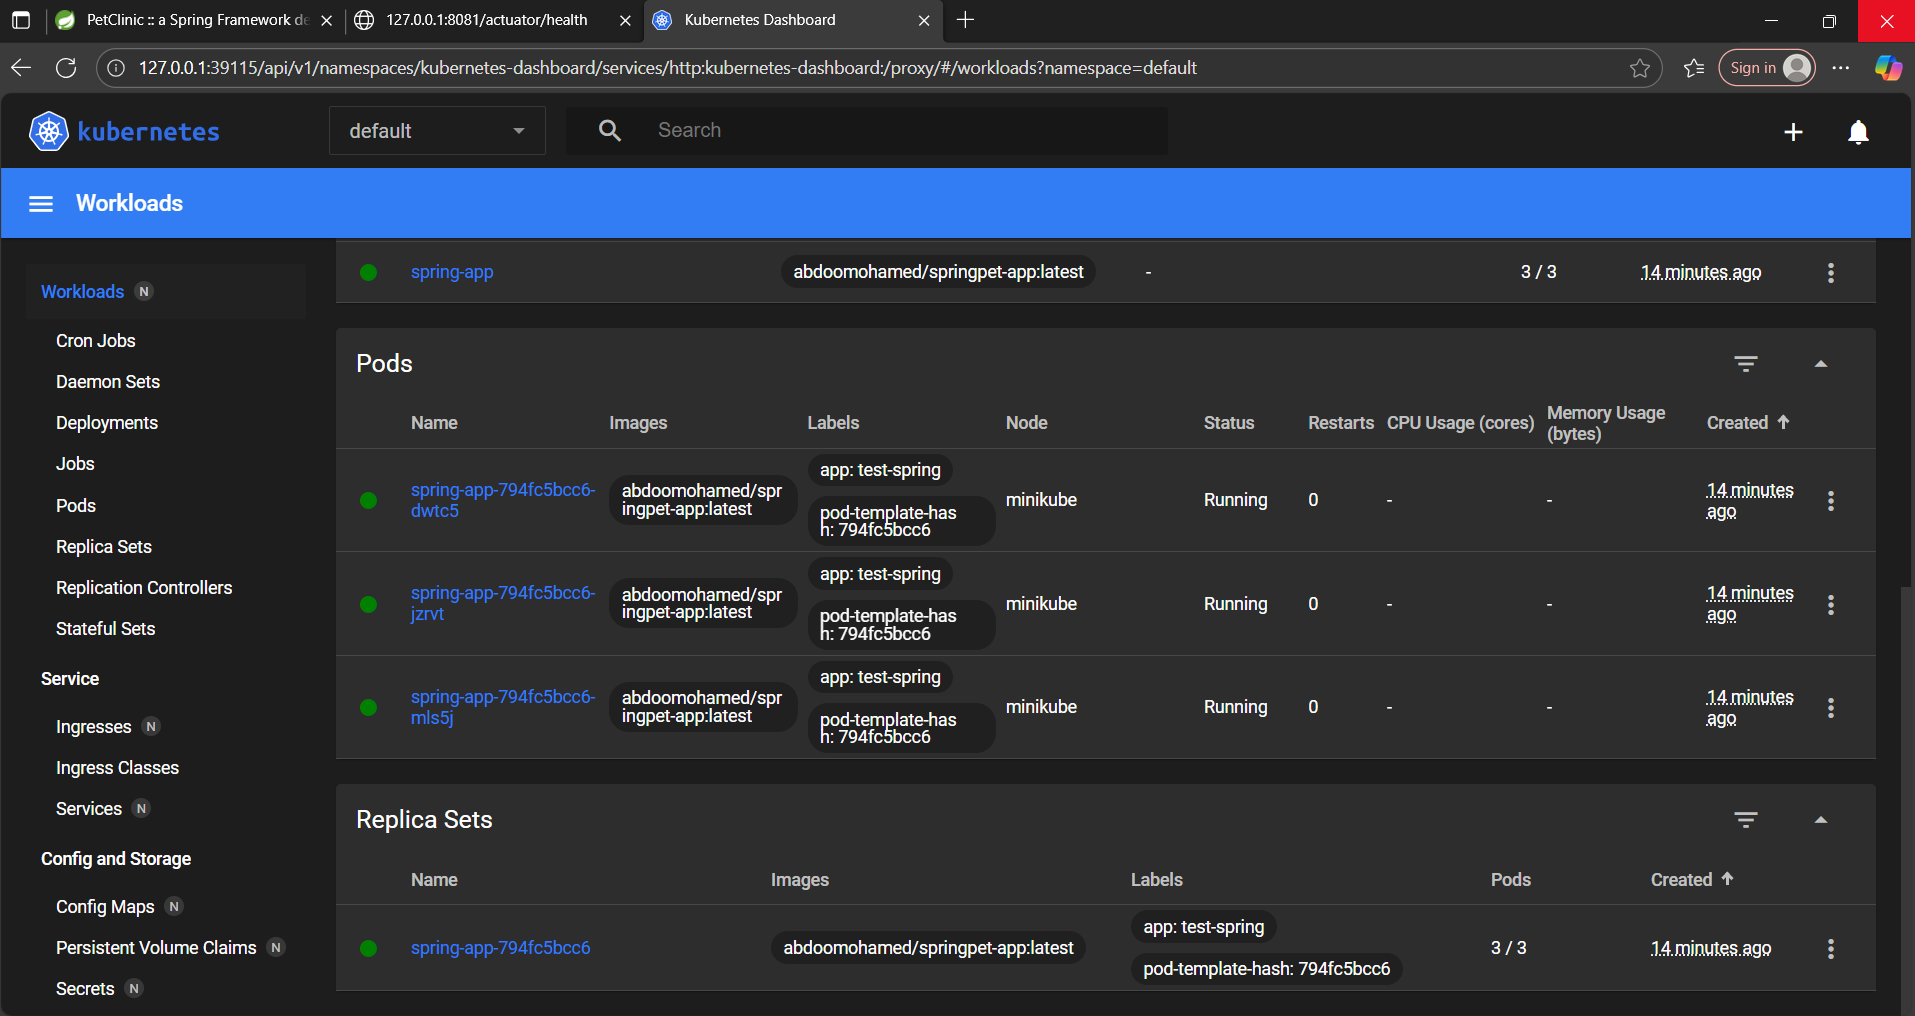 PetClinic :: a Spring Framework de
127.0.0.1:8081/actuator/health
Kubernetes Dashboard
127.0.0.1:39115/api/v1/namespaces/kubernetes-dashboard/services/http:kubernetes-dashboard:/proxy/#/workloads?namespace=default
Sign in
kubernetes
default
Search
Workloads
Workloads N
Cron Jobs
Daemon Sets
Deployments
Jobs
Pods
Replica Sets
Replication Controllers
Stateful Sets
Service
Ingresses N
Ingress Classes
Services N
Config and Storage
Config Maps N
Persistent Volume Claims N
Secrets N
spring-app abdoomohamed/springpet-app:latest - 3 / 3 14 minutes ago
Pods
Name Images Labels Node Status Restarts CPU Usage (cores) Memory Usage (bytes) Created
spring-app-794fc5bcc6-
dwtc5
abdoomohamed/spr
ingpet-app:latest
app: test-spring
pod-template-has
h: 794fc5bcc6
minikube
Running
0
-
-
14 minutes
ago
spring-app-794fc5bcc6-
jzrvt
abdoomohamed/spr
ingpet-app:latest
app: test-spring
pod-template-has
h: 794fc5bcc6
minikube
Running
0
-
-
14 minutes
ago
spring-app-794fc5bcc6-
mls5j
abdoomohamed/spr
ingpet-app:latest
app: test-spring
pod-template-has
h: 794fc5bcc6
minikube
Running
0
-
-
14 minutes
ago
Replica Sets
Name Images Labels Pods Created
spring-app-794fc5bcc6
abdoomohamed/springpet-app:latest
app: test-spring
pod-template-hash: 794fc5bcc6
3 / 3
14 minutes ago